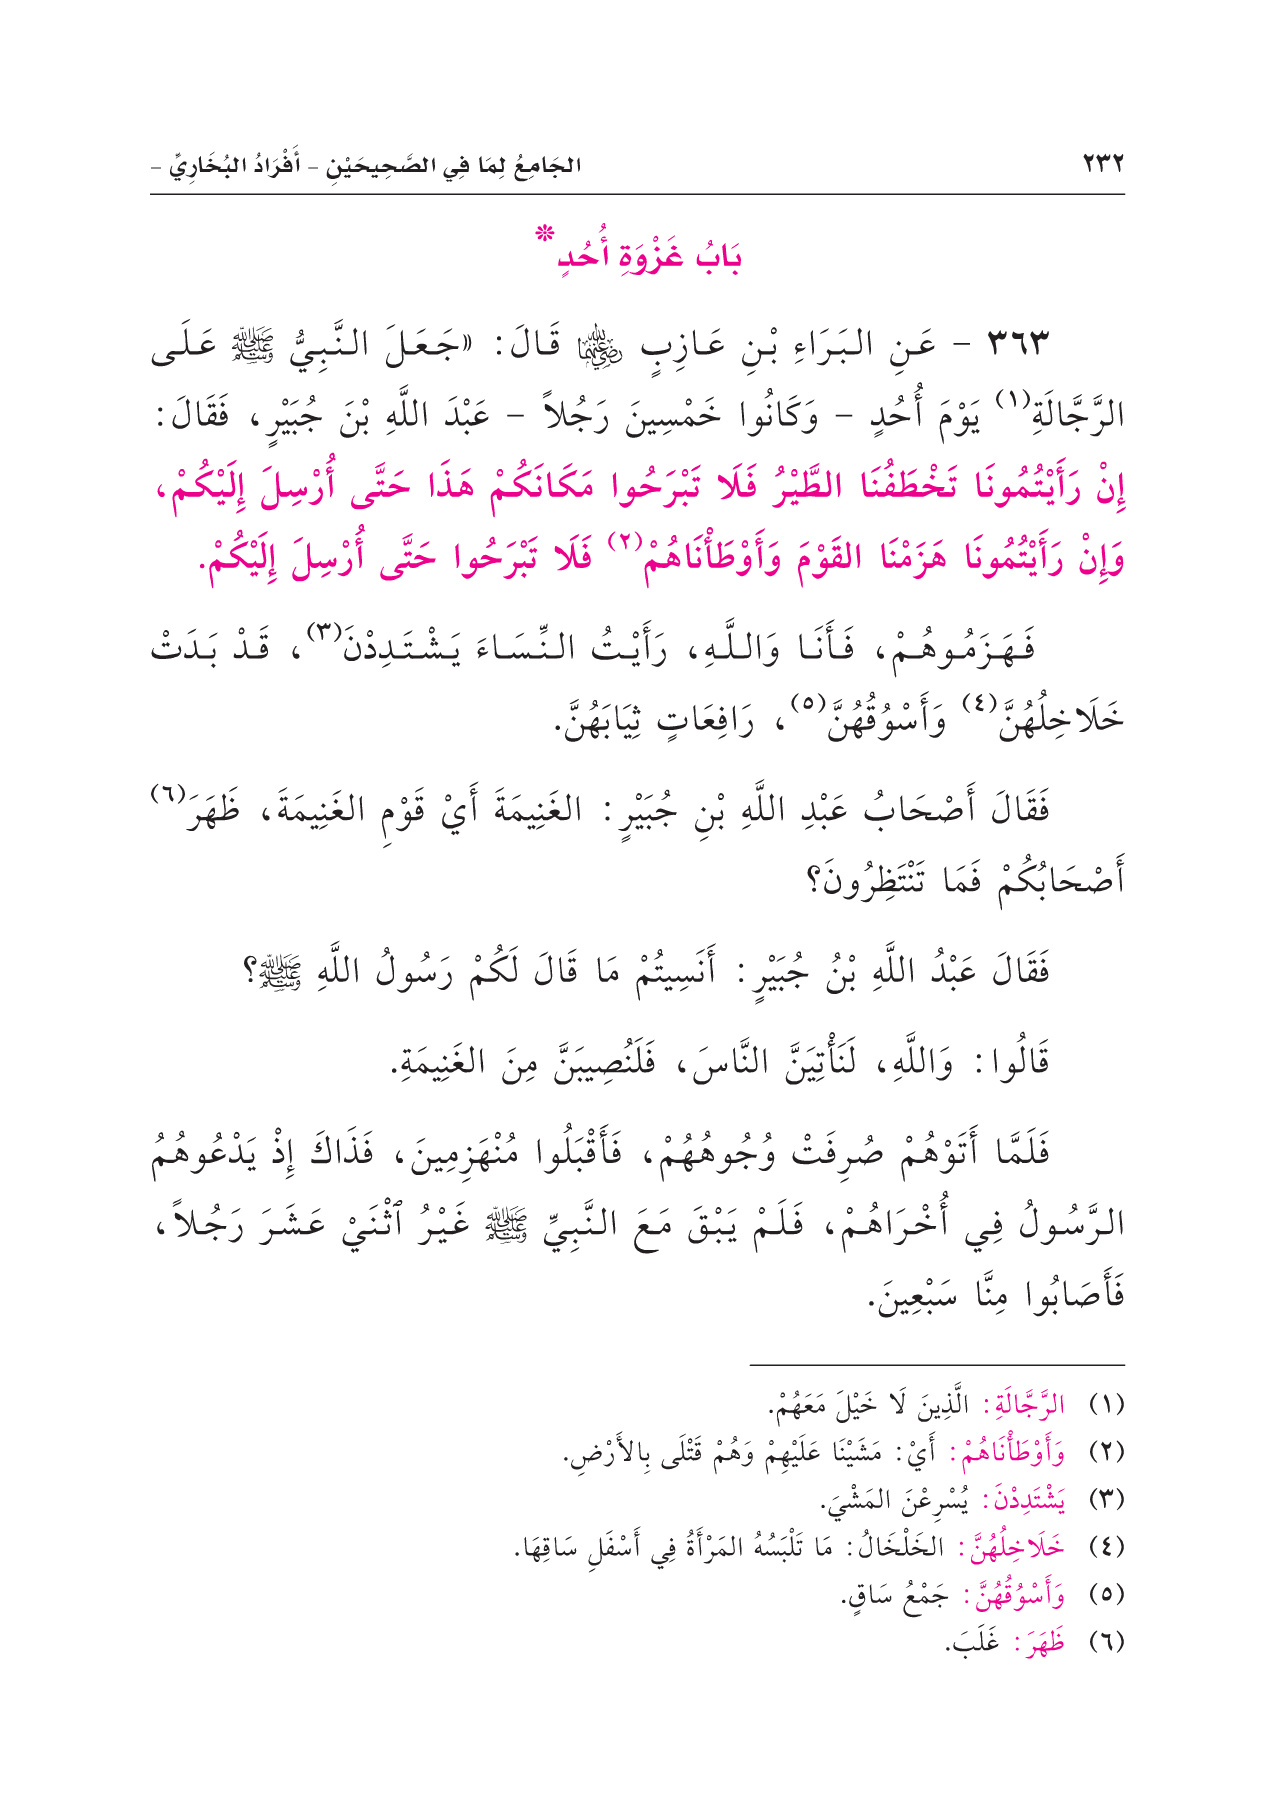 ٢٣٢ الجَامِعُ لِمَا فِي الصَّحِيحَيْنِ – أَفْرَادُ البُخَارِيِّ –
بَابُ غَزْوَةِ أُحُدٍ *
٣٦٣ – عَنِ البَرَاءِ بْنِ عَازِبٍ رضي الله عنهما قَالَ: «جَعَلَ النَّبِيُّ ﷺ عَلَى
الرَّجَّالَةِ(١) يَوْمَ أُحُدٍ – وَكَانُوا خَمْسِينَ رَجُلاً – عَبْدَ اللَّهِ بْنَ جُبَيْرٍ، فَقَالَ:
إِنْ رَأَيْتُمُونَا تَخْطَفُنَا الطَّيْرُ فَلَا تَبْرَحُوا مَكَانَكُمْ هَذَا حَتَّى أُرْسِلَ إِلَيْكُمْ،
وَإِنْ رَأَيْتُمُونَا هَزَمْنَا القَوْمَ وَأَوْطَأْنَاهُمْ(٢) فَلَا تَبْرَحُوا حَتَّى أُرْسِلَ إِلَيْكُمْ.
فَهَزَمُوهُمْ، فَأَنَا وَاللَّهِ، رَأَيْتُ النِّسَاءَ يَشْتَدِدْنَ(٣)، قَدْ بَدَتْ
خَلَاخِلُهُنَّ(٤) وَأَسْوُقُهُنَّ(٥)، رَافِعَاتٍ ثِيَابَهُنَّ.
فَقَالَ أَصْحَابُ عَبْدِ اللَّهِ بْنِ جُبَيْرٍ: الغَنِيمَةَ أَيْ قَوْمِ الغَنِيمَةَ، ظَهَرَ(٦)
أَصْحَابُكُمْ فَمَا تَنْتَظِرُونَ؟
فَقَالَ عَبْدُ اللَّهِ بْنُ جُبَيْرٍ: أَنَسِيتُمْ مَا قَالَ لَكُمْ رَسُولُ اللَّهِ ﷺ؟
قَالُوا: وَاللَّهِ، لَنَأْتِيَنَّ النَّاسَ، فَلَنُصِيبَنَّ مِنَ الغَنِيمَةِ.
فَلَمَّا أَتَوْهُمْ صُرِفَتْ وُجُوهُهُمْ، فَأَقْبَلُوا مُنْهَزِمِينَ، فَذَاكَ إِذْ يَدْعُوهُمُ
الرَّسُولُ فِي أُخْرَاهُمْ، فَلَمْ يَبْقَ مَعَ النَّبِيِّ ﷺ غَيْرُ ٱثْنَيْ عَشَرَ رَجُلاً،
فَأَصَابُوا مِنَّا سَبْعِينَ.
(١) الرَّجَّالَةِ: الَّذِينَ لَا خَيْلَ مَعَهُمْ.
(٢) وَأَوْطَأْنَاهُمْ: أَيْ: مَشَيْنَا عَلَيْهِمْ وَهُمْ قَتْلَى بِالأَرْضِ.
(٣) يَشْتَدِدْنَ: يُسْرِعْنَ المَشْيَ.
(٤) خَلَاخِلُهُنَّ: الخَلْخَالُ: مَا تَلْبَسُهُ المَرْأَةُ فِي أَسْفَلِ سَاقِهَا.
(٥) وَأَسْوُقُهُنَّ: جَمْعُ سَاقٍ.
(٦) ظَهَرَ: غَلَبَ.